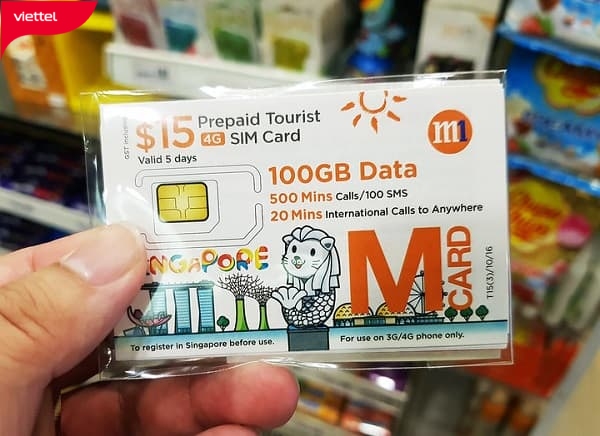 viettel
GST inclusive
$15 Prepaid Tourist
4G SIM Card
Valid 5 days
m1
100GB Data
500 Mins Calls/100 SMS
20 Mins International Calls to Anywhere
SINGAPORE
M CARD
T15(3)/10/16
To register in Singapore before use.
For use on 3G/4G phone only.